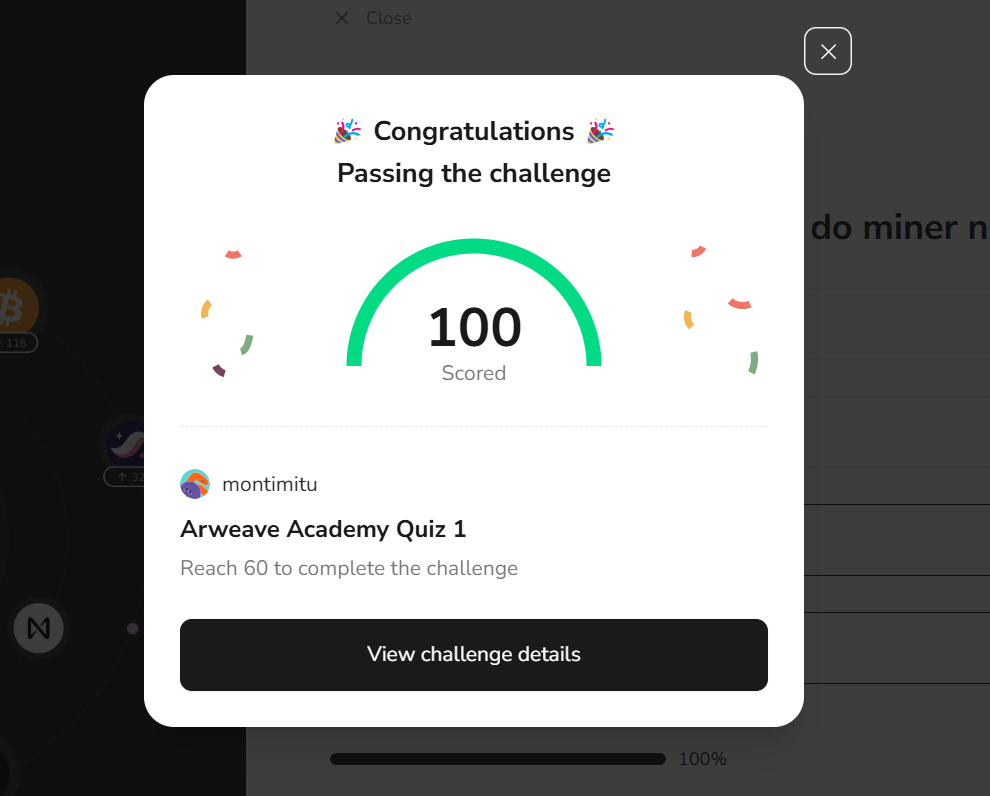 Close
Congratulations
Passing the challenge
do miner n
115
100
Scored
32
montimitu
Arweave Academy Quiz 1
Reach 60 to complete the challenge
View challenge details
100%